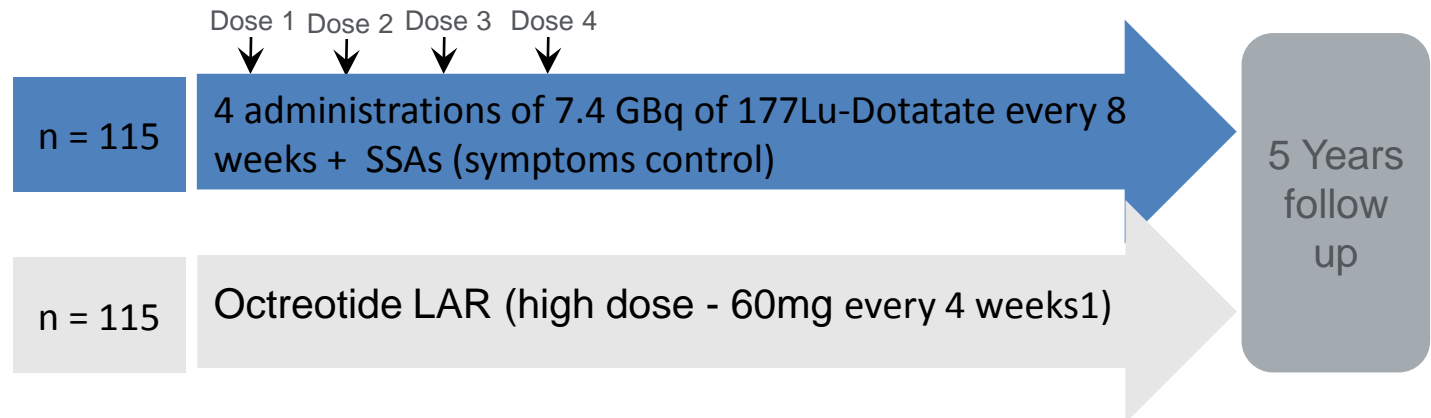 Dose 1 Dose 2 Dose 3 Dose 4
n = 115
4 administrations of 7.4 GBq of 177Lu-Dotatate every 8
weeks + SSAs (symptoms control)
n = 115
Octreotide LAR (high dose - 60mg every 4 weeks1)
5 Years
follow
up